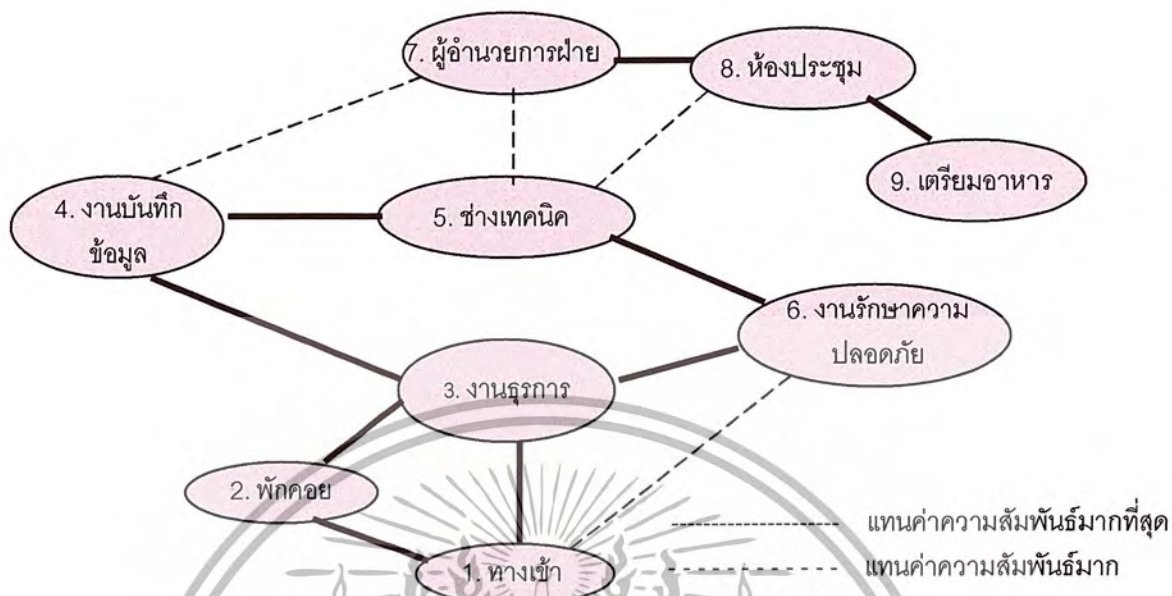 7. ผู้อำนวยการฝ่าย
8. ห้องประชุม
9. เตรียมอาหาร
4. งานบันทึก
ข้อมูล
5. ช่างเทคนิค
6. งานรักษาความ
ปลอดภัย
3. งานธุรการ
2. พักคอย
1. ทางเข้า
แทนค่าความสัมพันธ์มากที่สุด
แทนค่าความสัมพันธ์มาก